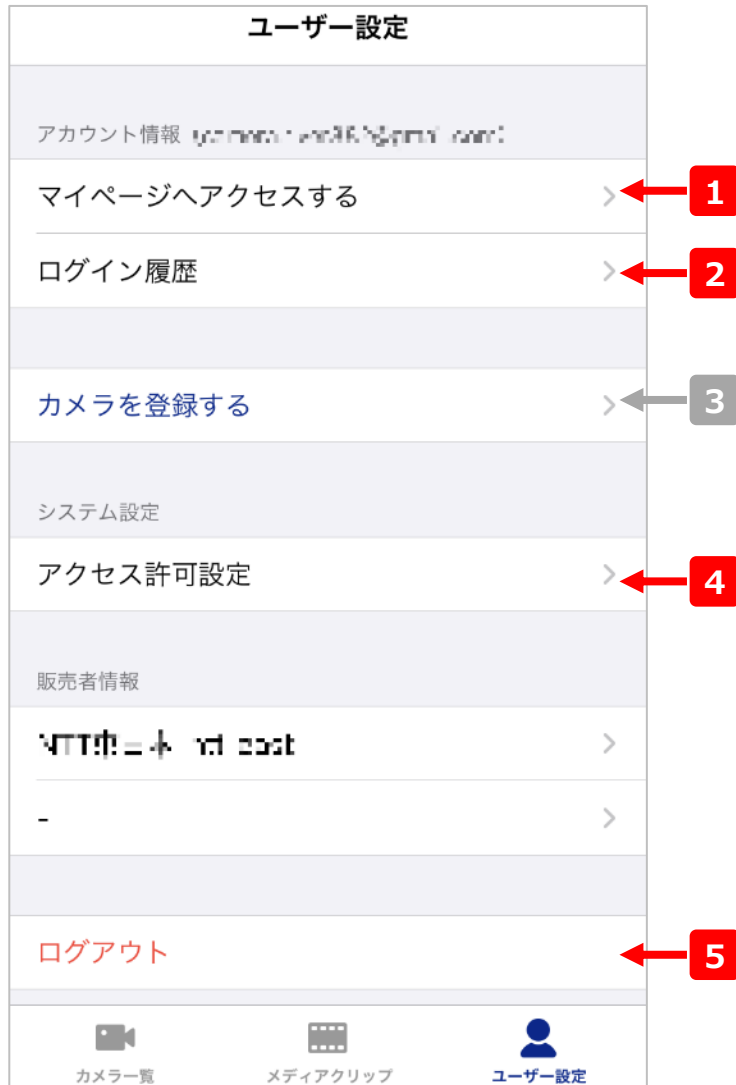 ユーザー設定
アカウント情報
マイページへアクセスする
1
ログイン履歴
2
カメラを登録する
3
システム設定
アクセス許可設定
4
販売者情報
-
ログアウト
5
カメラ一覧
メディアクリップ
ユーザー設定